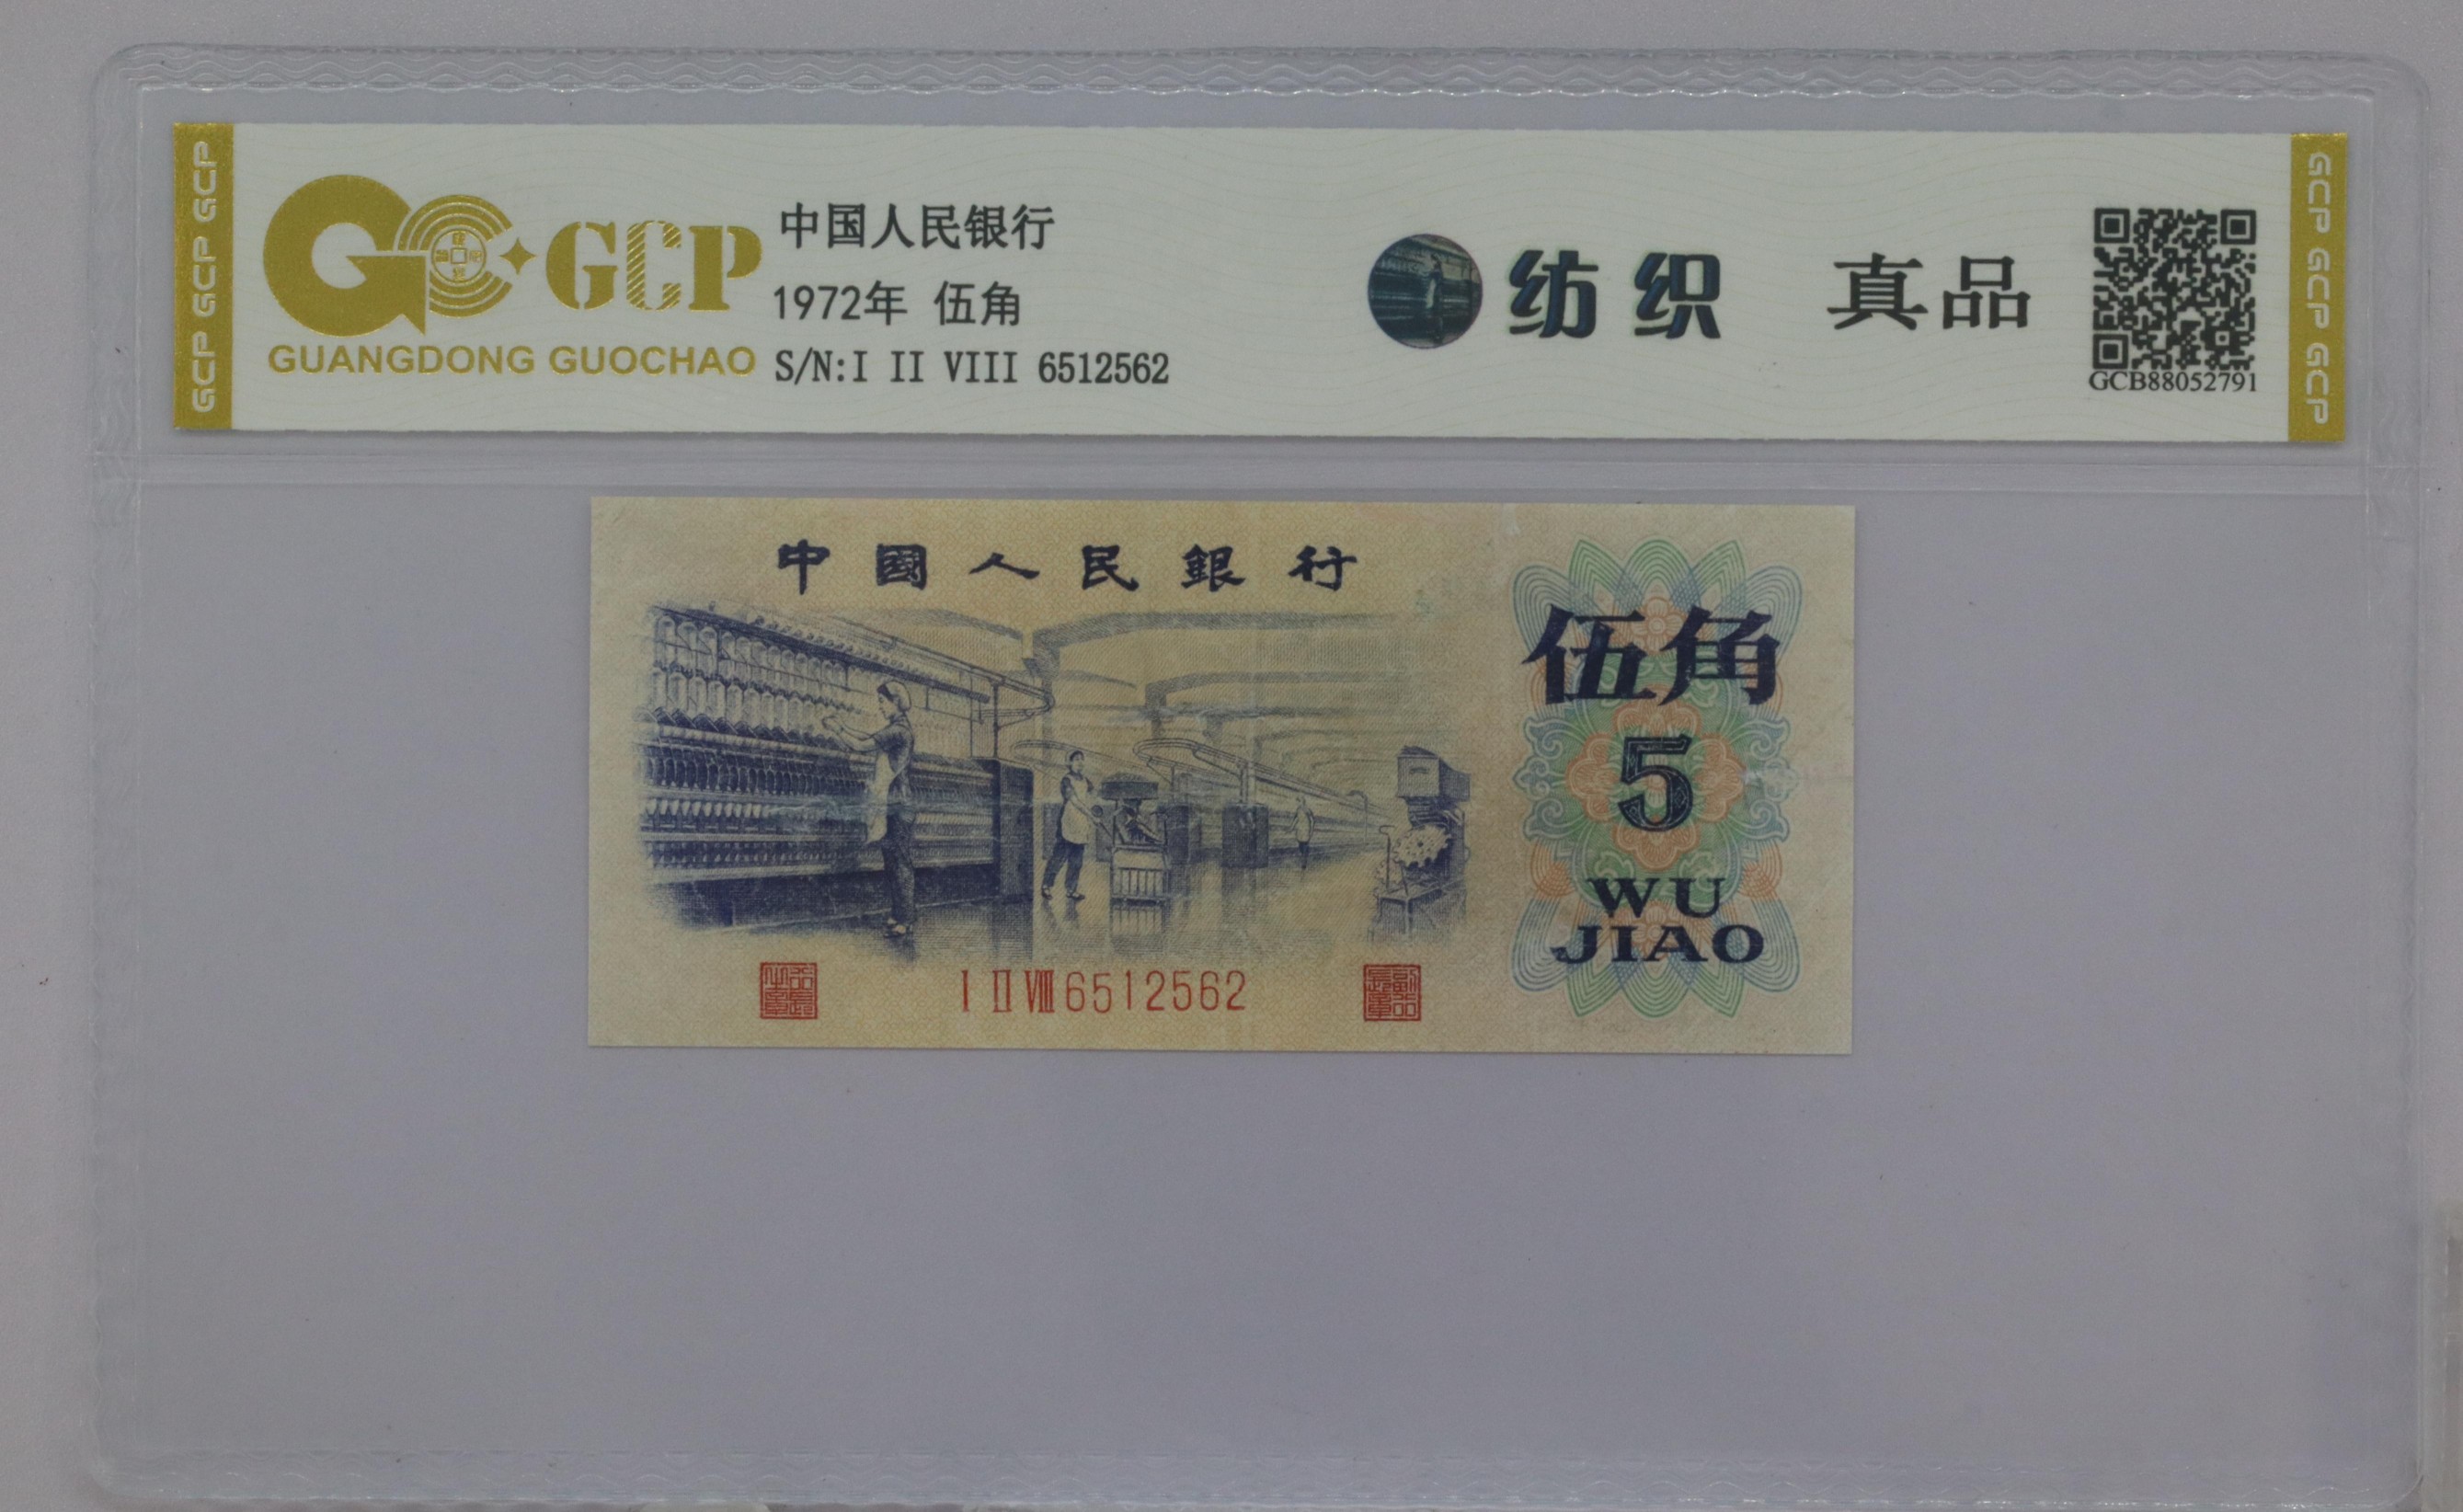 GCP GCP GCP
GCP
GUANGDONG GUOCHAO
中国人民银行
1972年 伍角
S/N:I II VIII 6512562
纺织 真品
GCB88052791
GCP GCP GCP
中國人民銀行
伍角
5
WU
JIAO
I II VIII 6512562